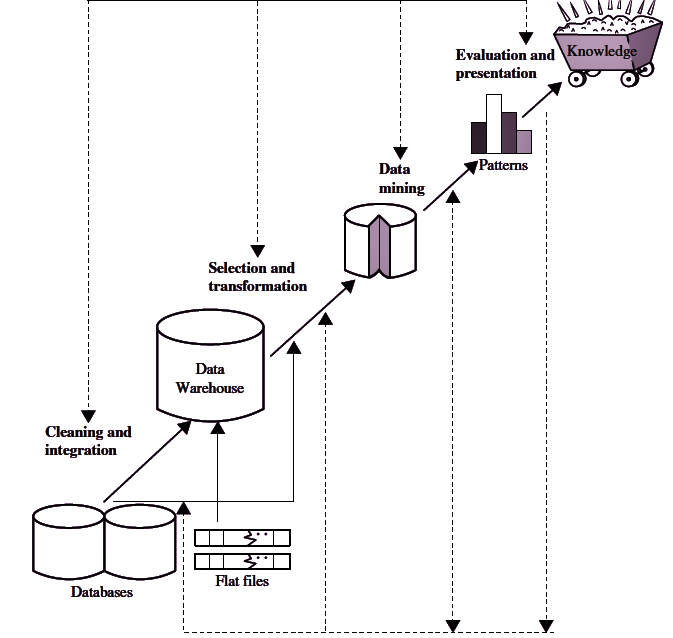 Evaluation and
presentation
Knowledge
Patterns
Data
mining
Selection and
transformation
Data
Warehouse
Cleaning and
integration
Flat files
Databases